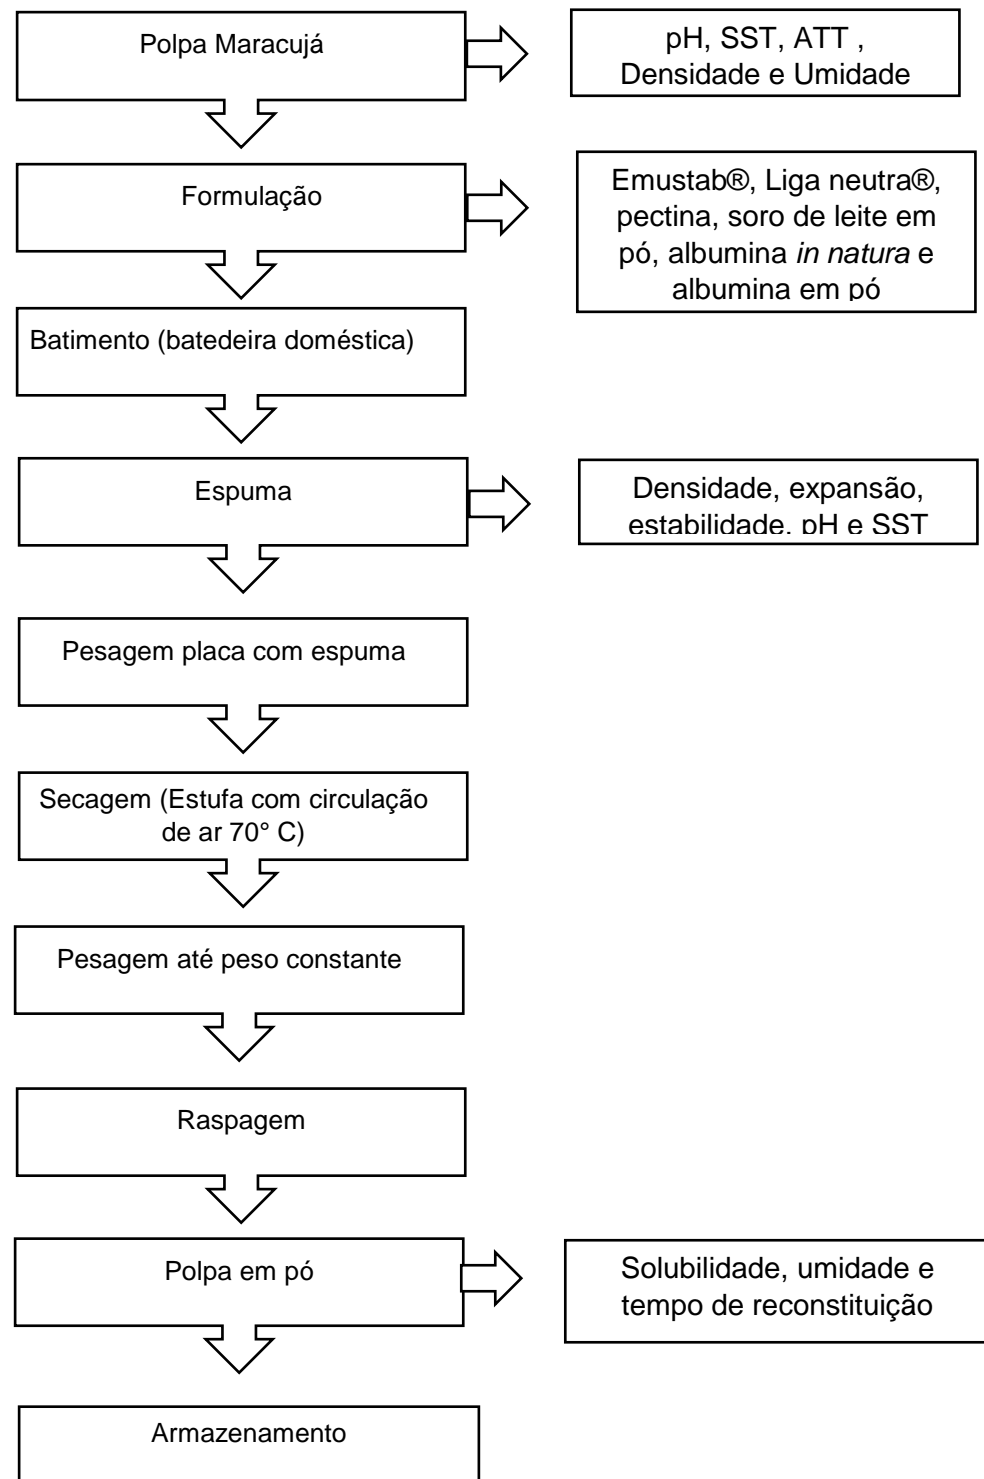 Polpa Maracujá
pH, SST, ATT ,
Densidade e Umidade
Formulação
Emustab®, Liga neutra®,
pectina, soro de leite em
pó, albumina in natura e
albumina em pó
Batimento (batedeira doméstica)
Espuma
Densidade, expansão,
estabilidade, pH e SST
Pesagem placa com espuma
Secagem (Estufa com circulação
de ar 70° C)
Pesagem até peso constante
Raspagem
Polpa em pó
Solubilidade, umidade e
tempo de reconstituição
Armazenamento